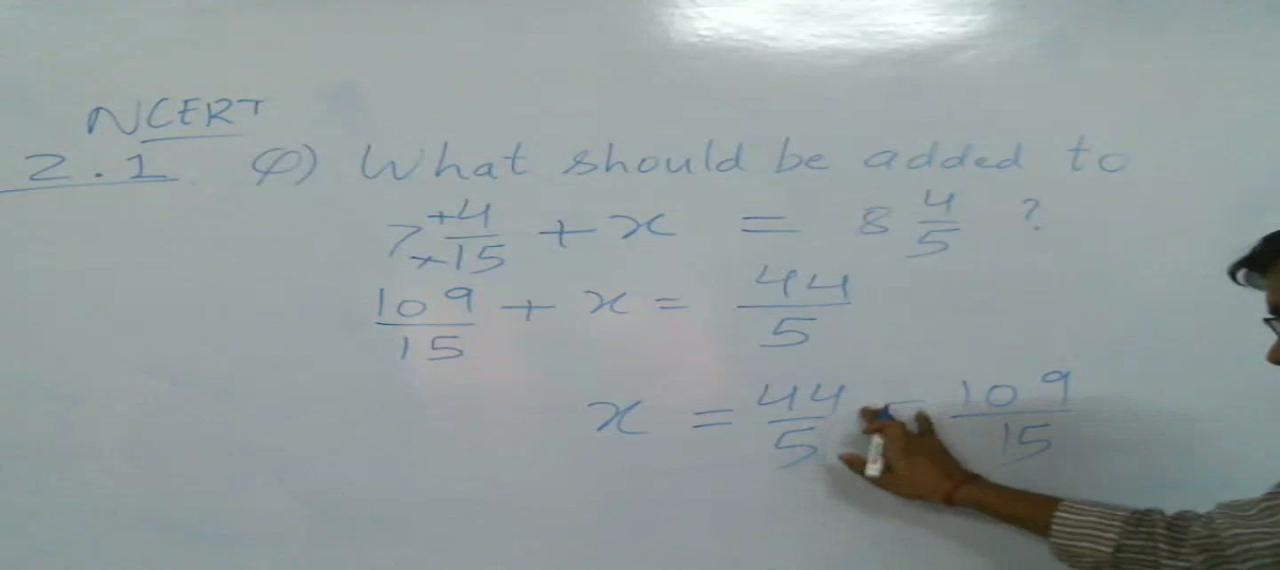 NCERT
2.1 Q) What should be added to
7 +4/×15 + x = 8 4/5 ?
109/15 + x = 44/5
x = 44/5 - 109/15